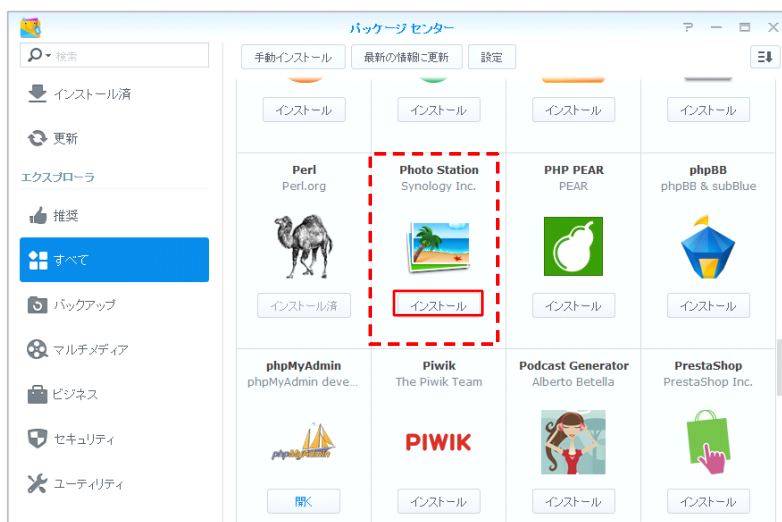 パッケージ センター
検索
手動インストール 最新の情報に更新 設定
インストール済
更新
エクスプローラ
推奨
すべて
バックアップ
マルチメディア
ビジネス
セキュリティ
ユーティリティ
インストール インストール インストール インストール
Perl Photo Station PHP PEAR phpBB
Perl.org Synology Inc. PEAR phpBB & subBlue
インストール済 インストール インストール インストール
phpMyAdmin Piwik Podcast Generator PrestaShop
phpMyAdmin deve... The Piwik Team Alberto Betella PrestaShop Inc.
phpMyAdmin PIWIK
開く インストール インストール インストール